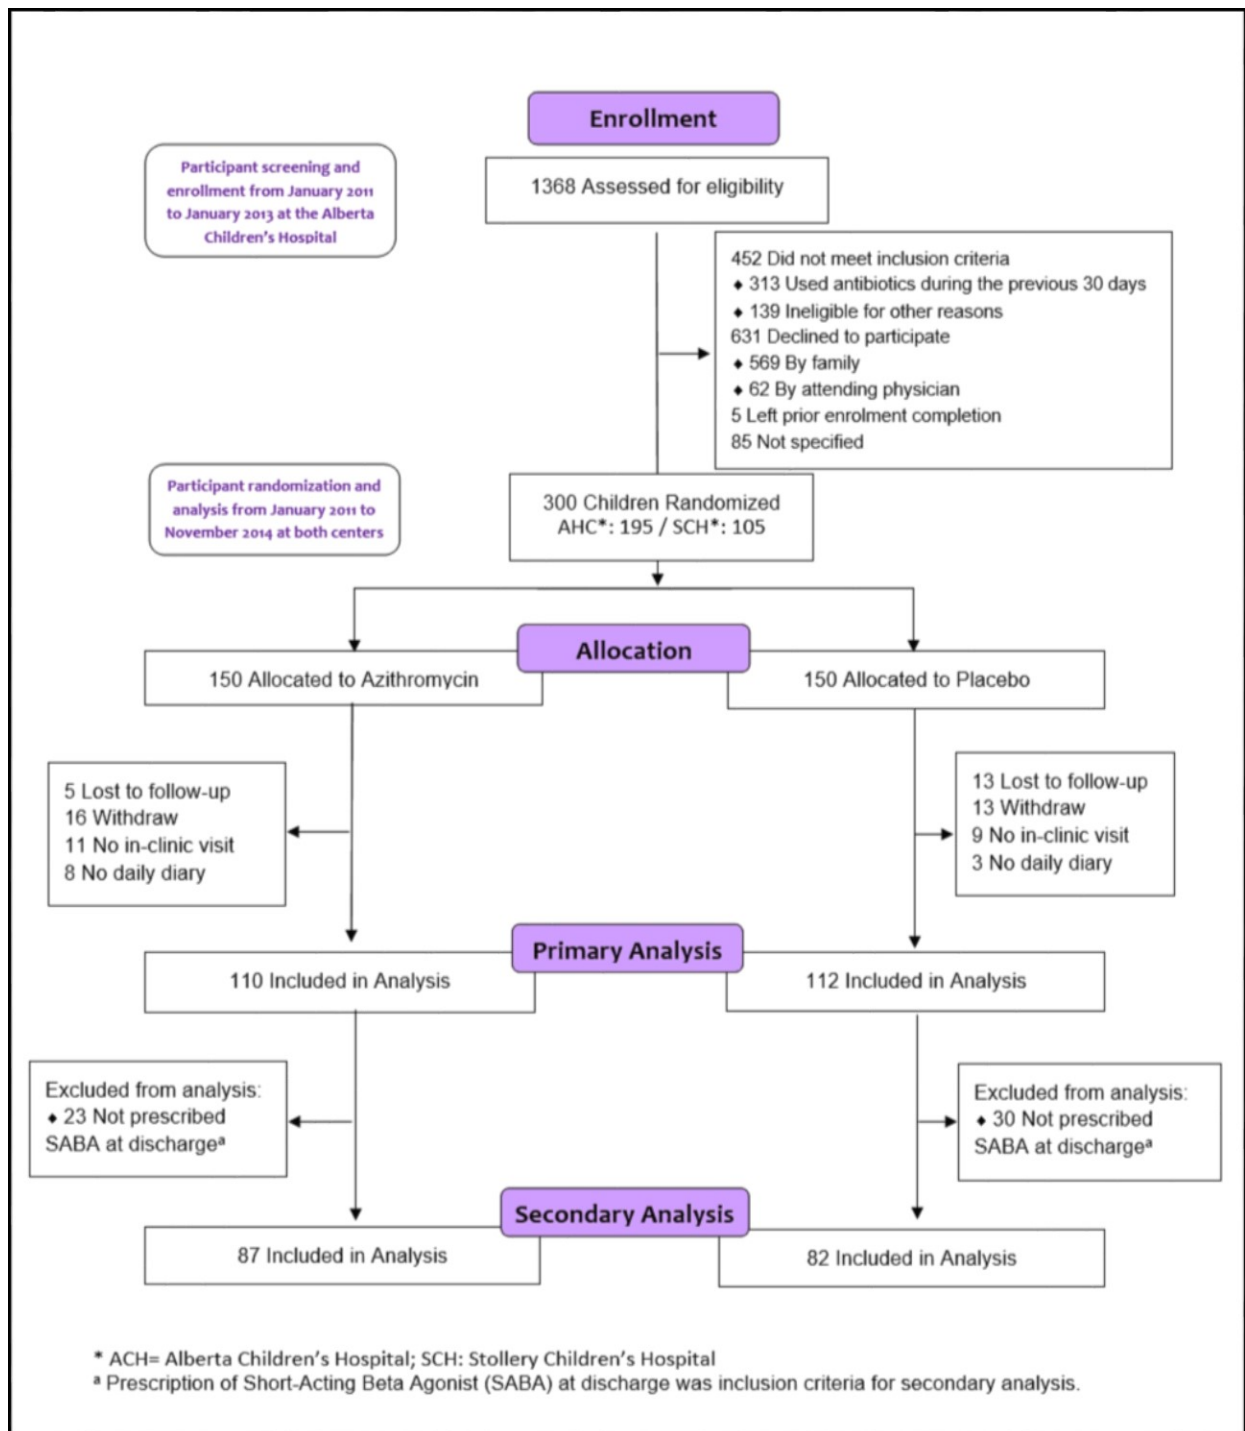 Enrollment
Participant screening and
enrollment from January 2011
to January 2013 at the Alberta
Children's Hospital
1368 Assessed for eligibility
452 Did not meet inclusion criteria
♦ 313 Used antibiotics during the previous 30 days
♦ 139 Ineligible for other reasons
631 Declined to participate
♦ 569 By family
♦ 62 By attending physician
5 Left prior enrolment completion
85 Not specified
Participant randomization and
analysis from January 2011 to
November 2014 at both centers
300 Children Randomized
AHC*: 195 / SCH*: 105
Allocation
150 Allocated to Azithromycin
150 Allocated to Placebo
5 Lost to follow-up
16 Withdraw
11 No in-clinic visit
8 No daily diary
13 Lost to follow-up
13 Withdraw
9 No in-clinic visit
3 No daily diary
Primary Analysis
110 Included in Analysis
112 Included in Analysis
Excluded from analysis:
♦ 23 Not prescribed
SABA at dischargeª
Excluded from analysis:
♦ 30 Not prescribed
SABA at dischargeª
Secondary Analysis
87 Included in Analysis
82 Included in Analysis
* ACH= Alberta Children's Hospital; SCH: Stollery Children's Hospital
ª Prescription of Short-Acting Beta Agonist (SABA) at discharge was inclusion criteria for secondary analysis.